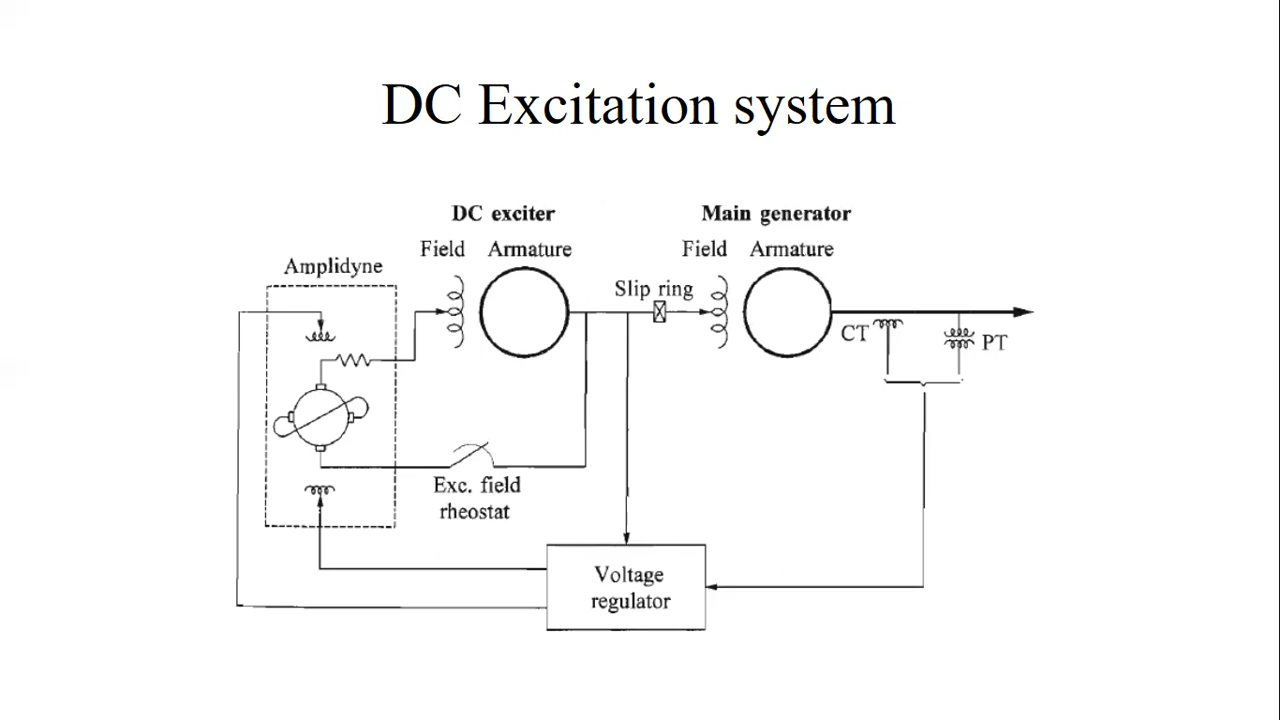 DC Excitation system
DC exciter
Main generator
Field
Armature
Field
Armature
Amplidyne
Slip ring
CT
PT
Exc. field
rheostat
Voltage
regulator